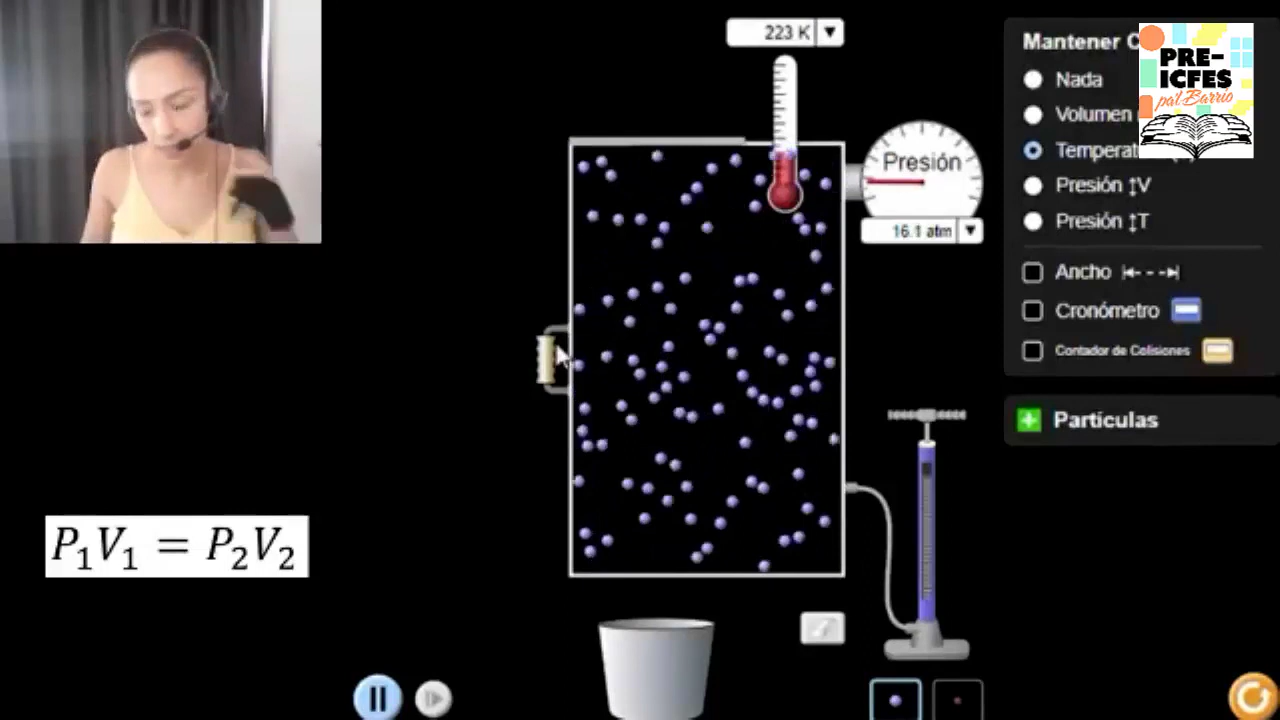 223 K
Mantener C
PRE-
ICFES
pa'l Barrio
Nada
Volumen
Temperat
Presión ↕V
Presión ↕T
Presión
16.1 atm
Ancho
Cronómetro
Contador de Colisiones
Partículas
P₁V₁ = P₂V₂